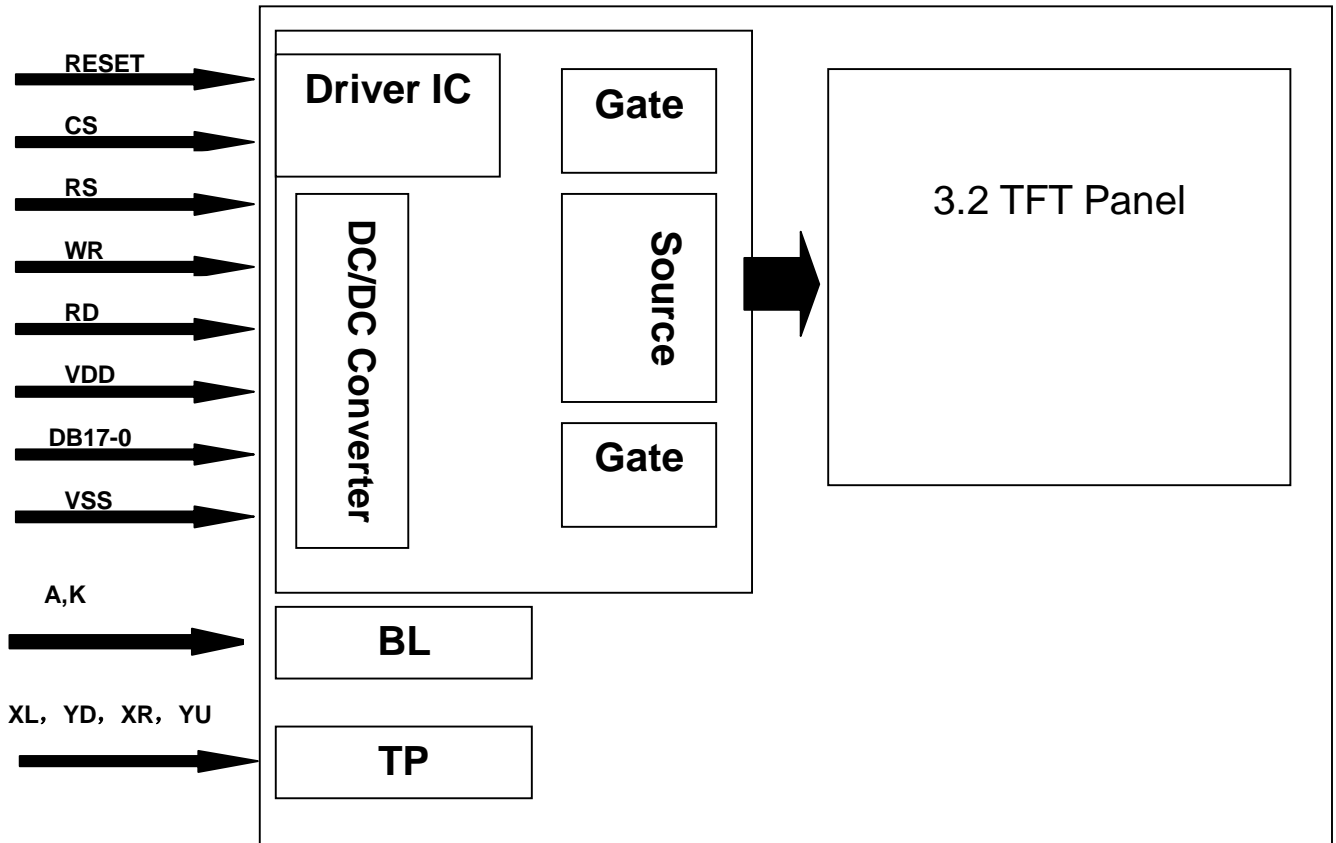 RESET
CS
RS
WR
RD
VDD
DB17-0
VSS
A,K
XL，YD，XR，YU
Driver IC
DC/DC Converter
Gate
Source
Gate
BL
TP
3.2 TFT Panel